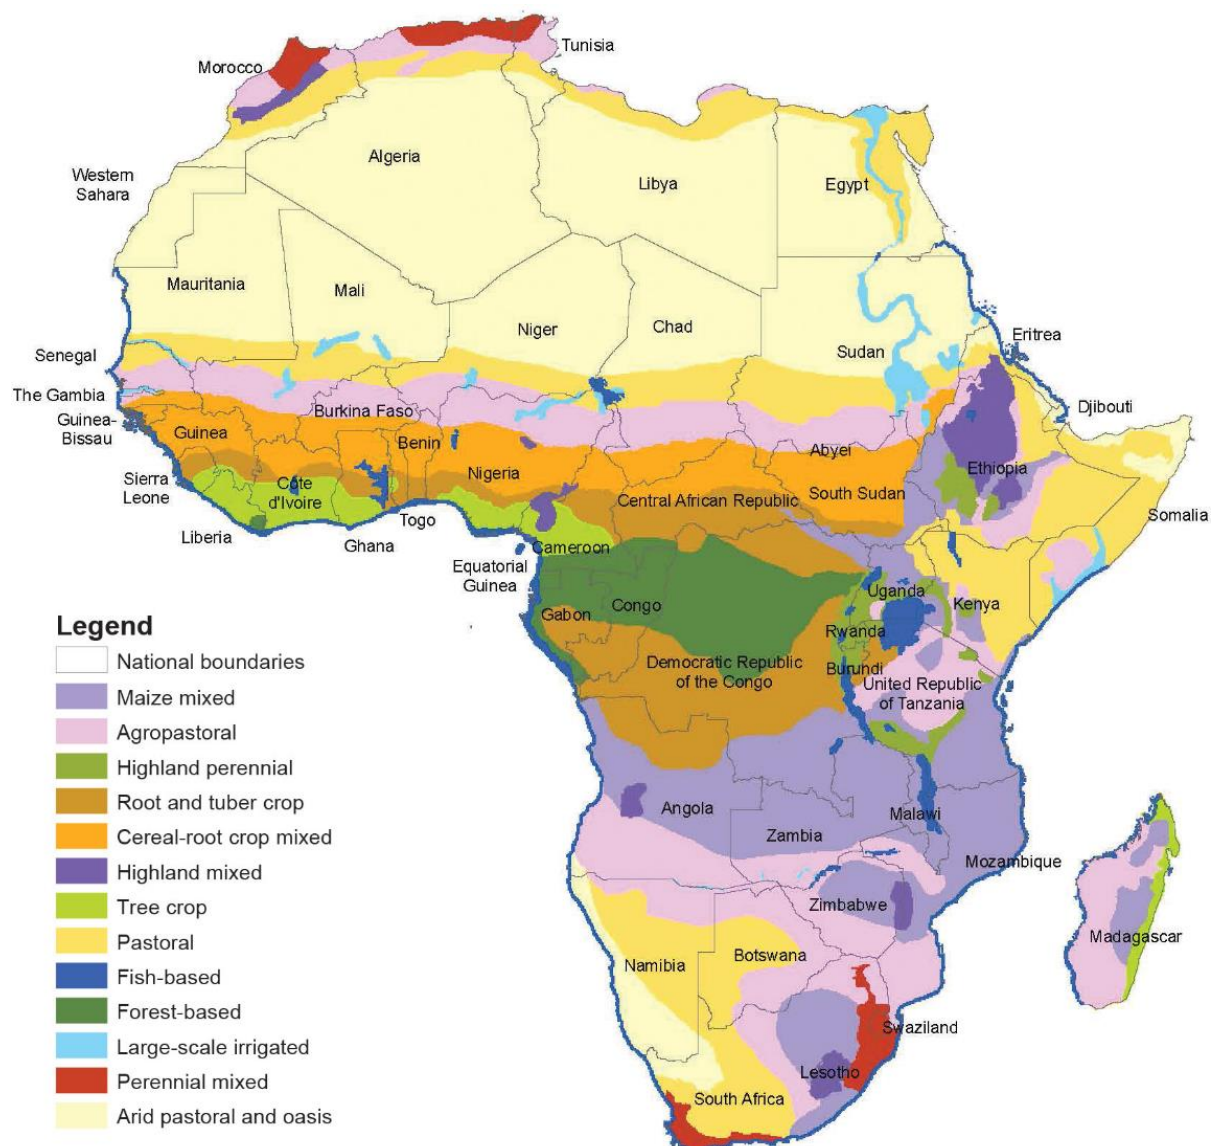 Tunisia
Morocco
Algeria
Western
Sahara
Libya
Egypt
Mauritania
Mali
Niger
Chad
Sudan
Eritrea
Senegal
The Gambia
Burkina Faso
Djibouti
Guinea-
Bissau
Guinea
Benin
Abyei
Nigeria
Ethiopia
Sierra
Leone
Côte
d'Ivoire
Central African Republic
South Sudan
Somalia
Liberia
Togo
Ghana
Cameroon
Equatorial
Guinea
Uganda
Kenya
Gabon
Congo
Rwanda
Democratic Republic
of the Congo
Burundi
United Republic
of Tanzania
Angola
Malawi
Zambia
Mozambique
Zimbabwe
Madagascar
Namibia
Botswana
Swaziland
Lesotho
South Africa
Legend
National boundaries
Maize mixed
Agropastoral
Highland perennial
Root and tuber crop
Cereal-root crop mixed
Highland mixed
Tree crop
Pastoral
Fish-based
Forest-based
Large-scale irrigated
Perennial mixed
Arid pastoral and oasis